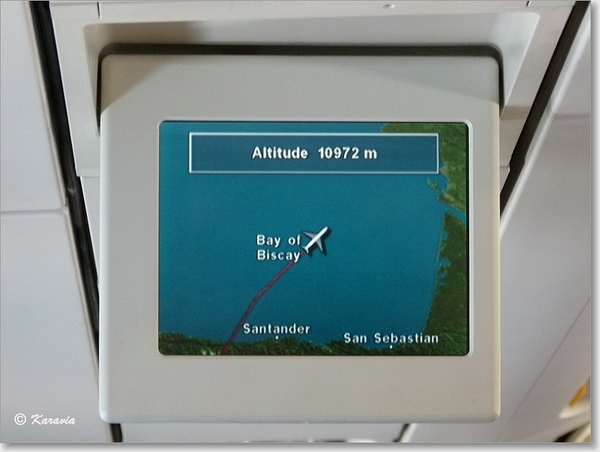 Altitude 10972 m
Bay of
Biscay
Santander
San Sebastian
© Karavia